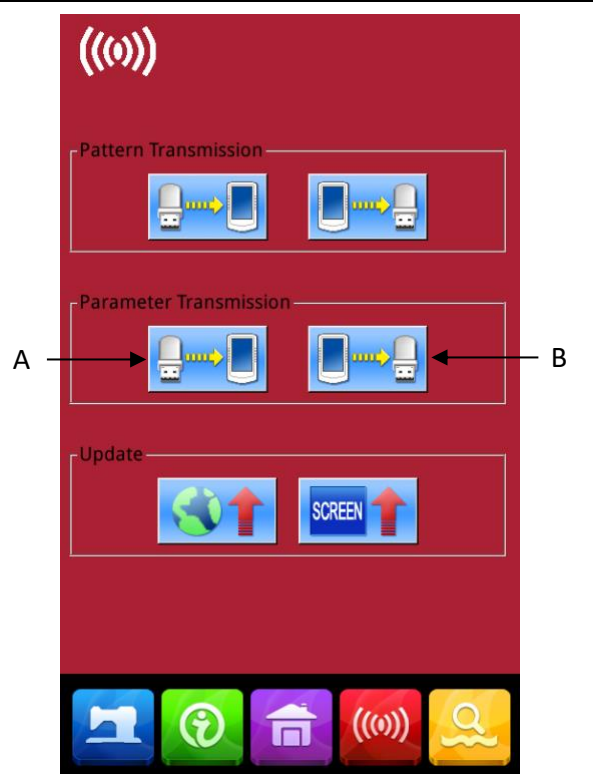 Pattern Transmission
Parameter Transmission
A
B
Update
SCREEN